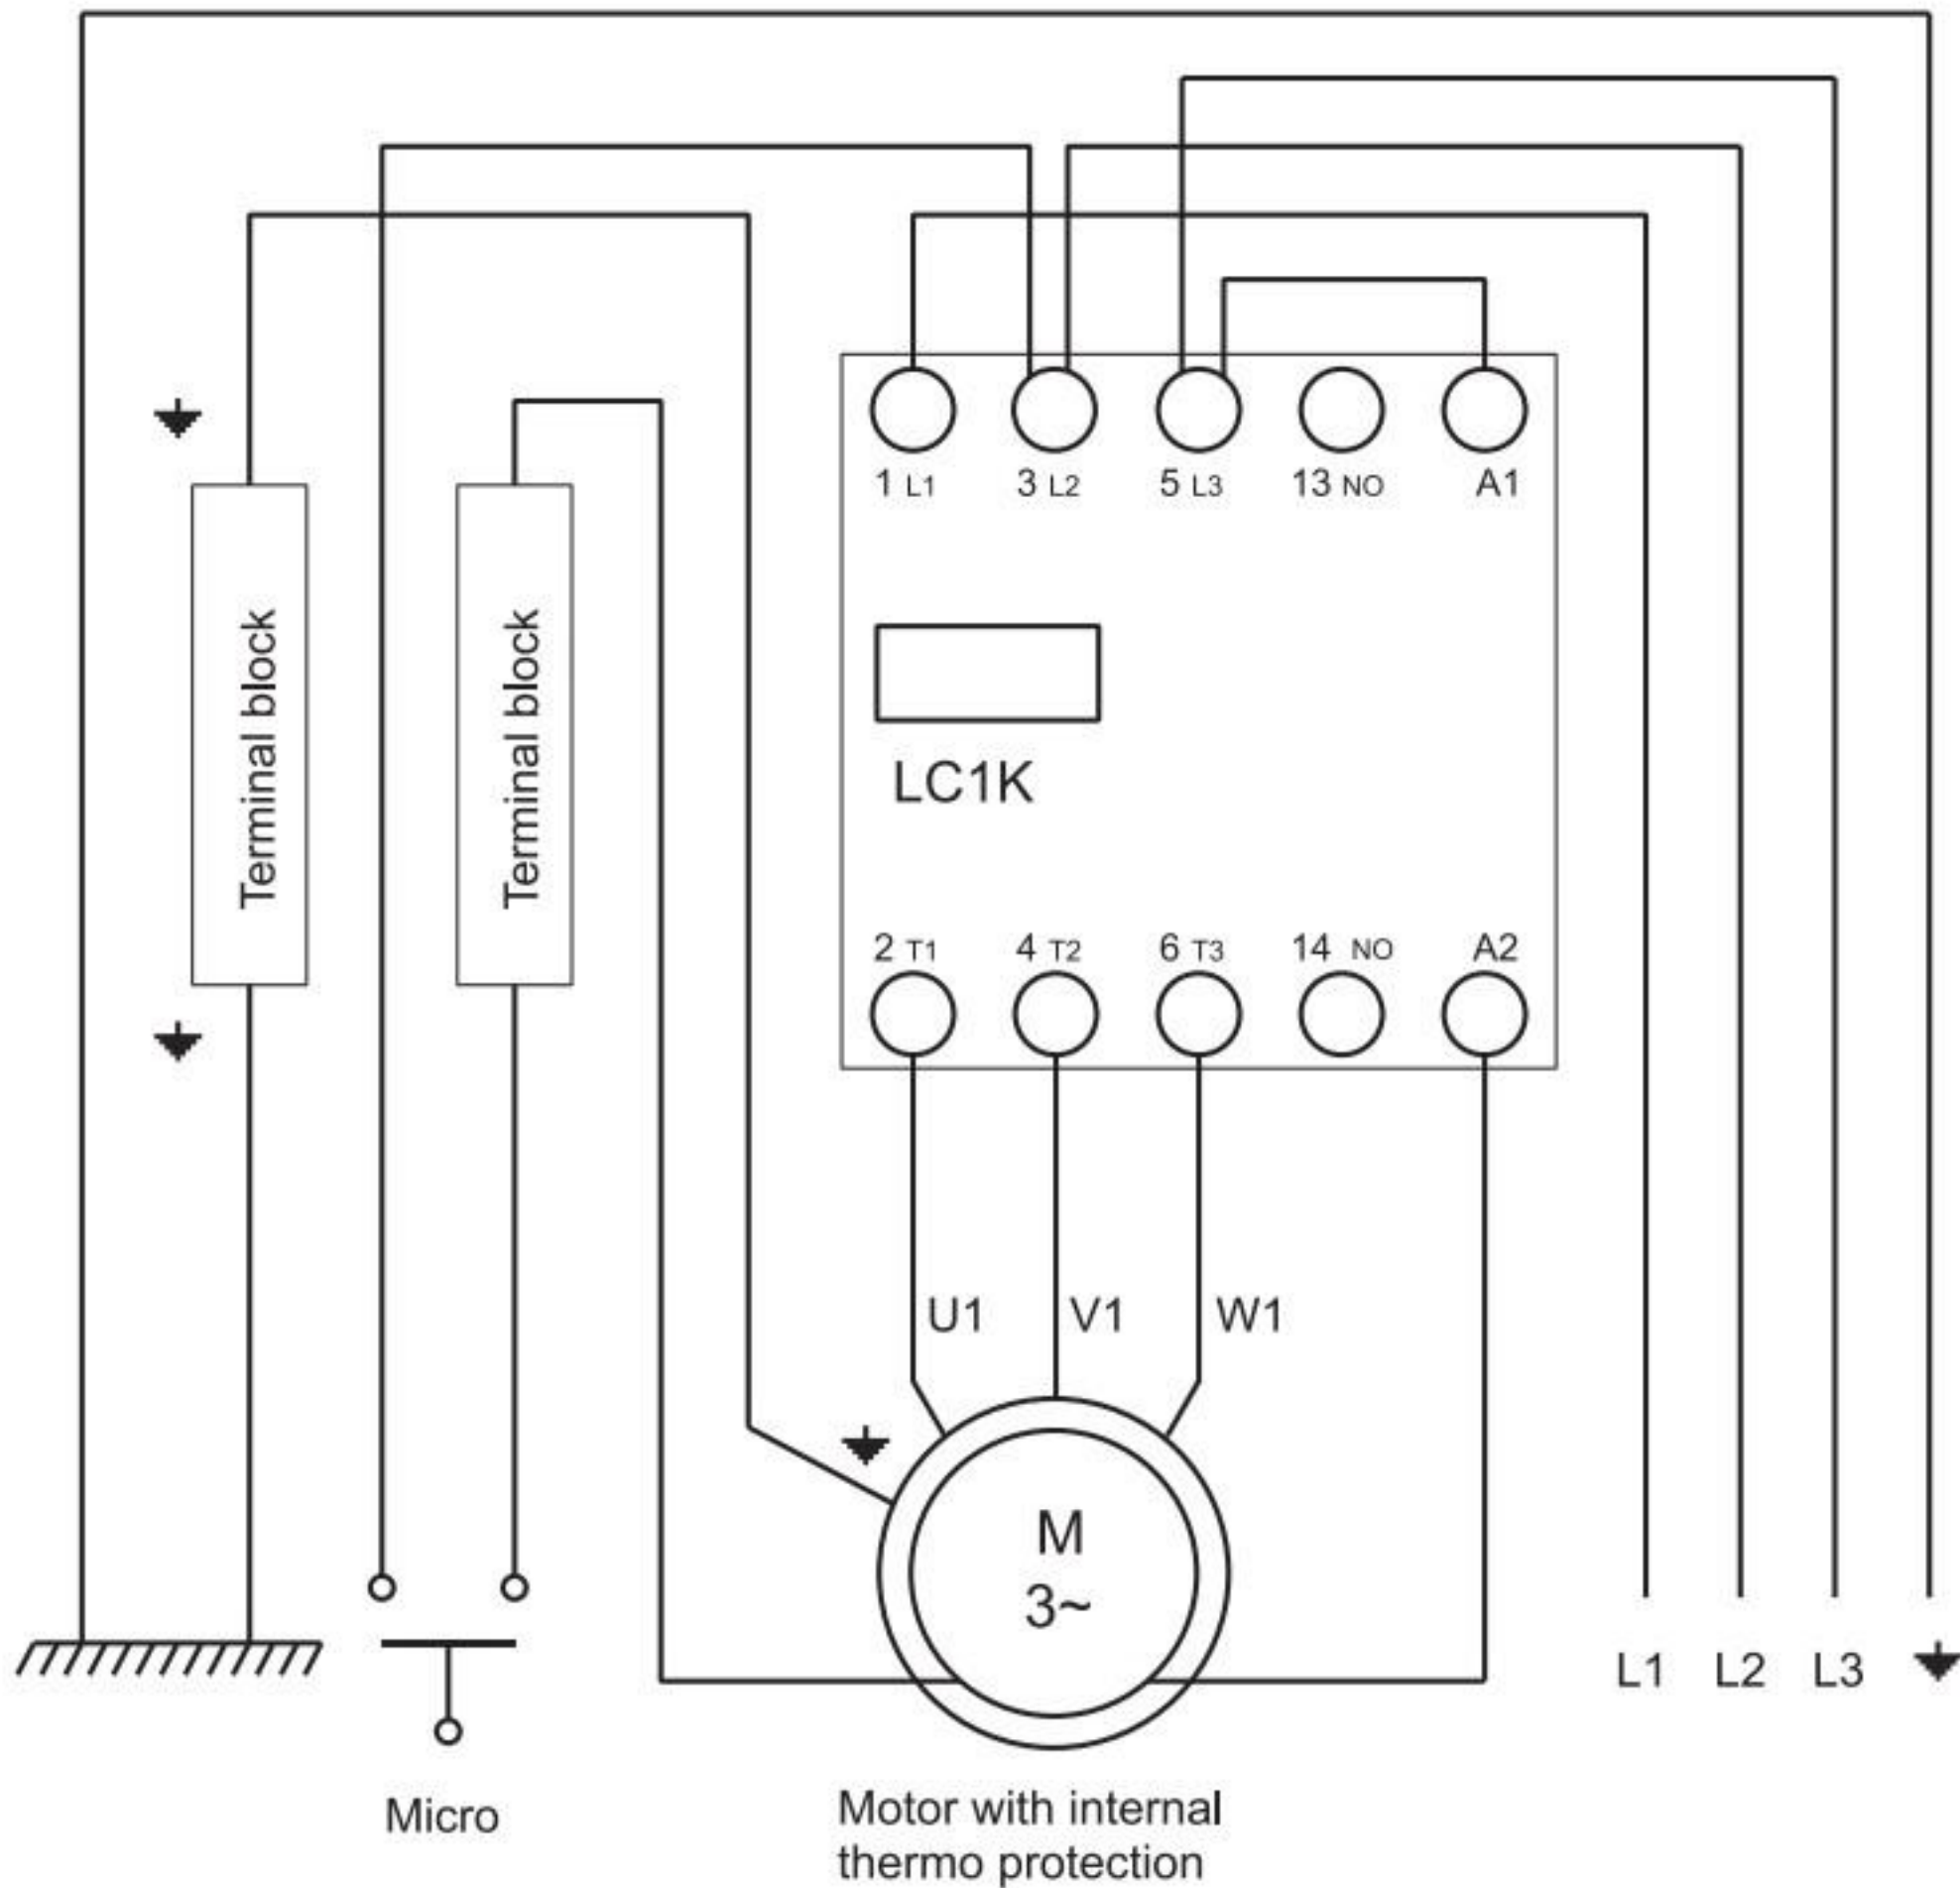 1 L1
3 L2
5 L3
13 NO
A1
Terminal block
Terminal block
LC1K
2 T1
4 T2
6 T3
14 NO
A2
U1
V1
W1
M
3~
L1
L2
L3
Micro
Motor with internal
thermo protection